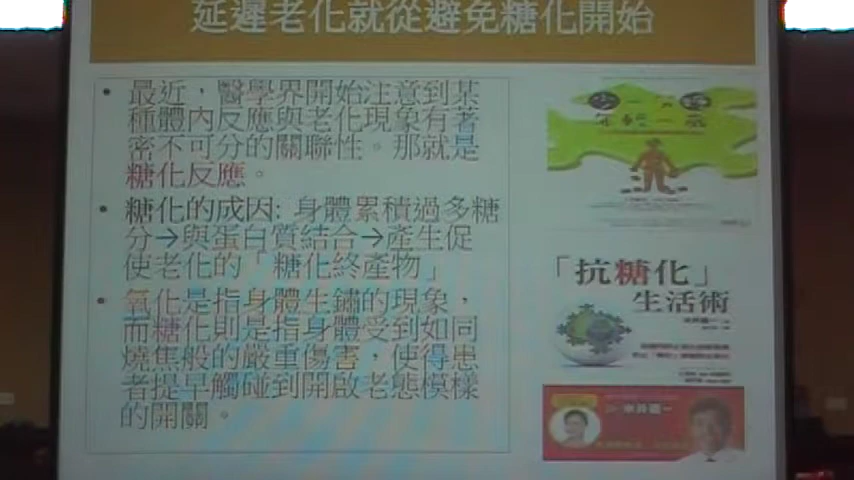 延遲老化就從避免糖化開始
• 最近，醫學界開始注意到某
種體內反應與老化現象有著
密不可分的關聯性。那就是
糖化反應。
• 糖化的成因: 身體累積過多糖
分→與蛋白質結合→產生促
使老化的「糖化終產物」
• 氧化是指身體生鏽的現象，
而糖化則是指身體受到如同
燒焦般的嚴重傷害，使得患
者提早觸碰到開啟老態模樣
的開關。
「抗糖化」
生活術